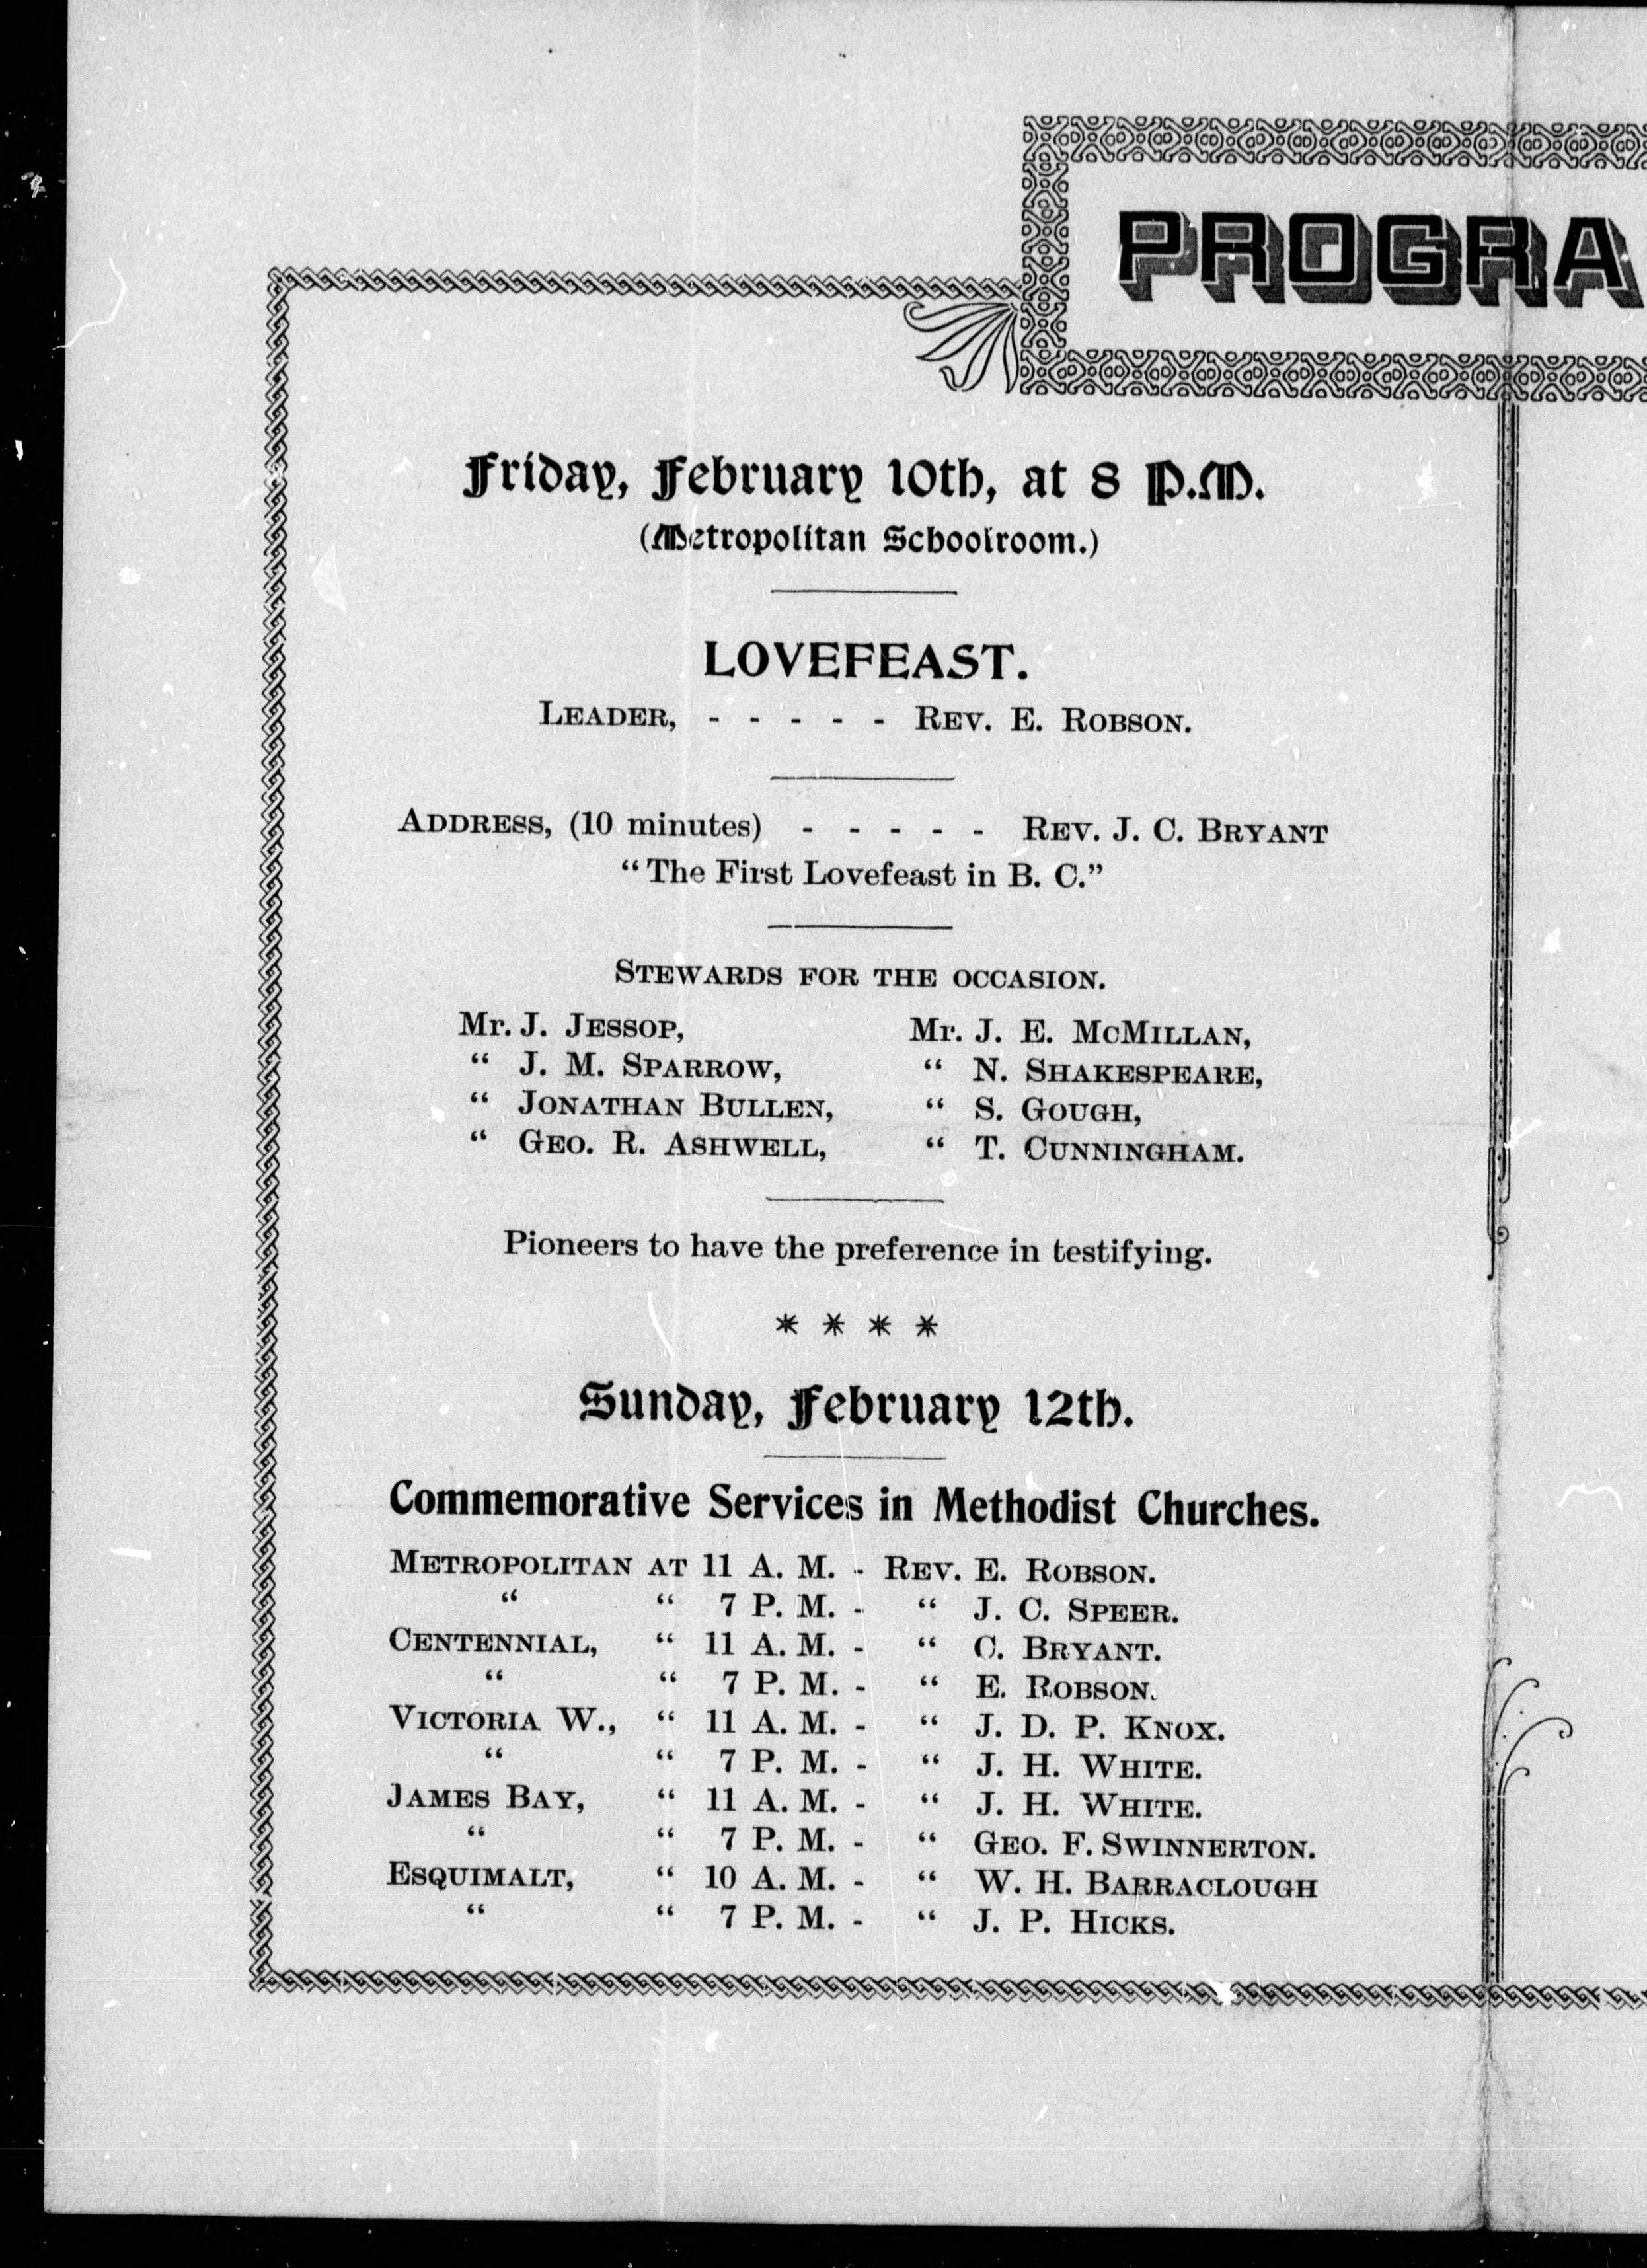 PROGRA
Friday, February 10th, at 8 P.M.
(Metropolitan Schoolroom.)
LOVEFEAST.
LEADER, - - - - - REV. E. ROBSON.
ADDRESS, (10 minutes) - - - - - REV. J. C. BRYANT
“The First Lovefeast in B. C.”
STEWARDS FOR THE OCCASION.
Mr. J. JESSOP, Mr. J. E. MCMILLAN,
“ J. M. SPARROW, “ N. SHAKESPEARE,
“ JONATHAN BULLEN, “ S. GOUGH,
“ GEO. R. ASHWELL, “ T. CUNNINGHAM.
Pioneers to have the preference in testifying.
* * * *
Sunday, February 12th.
Commemorative Services in Methodist Churches.
METROPOLITAN AT 11 A. M. - REV. E. ROBSON.
“ “ 7 P. M. - “ J. C. SPEER.
CENTENNIAL, “ 11 A. M. - “ C. BRYANT.
“ “ 7 P. M. - “ E. ROBSON.
VICTORIA W., “ 11 A. M. - “ J. D. P. KNOX.
“ “ 7 P. M. - “ J. H. WHITE.
JAMES BAY, “ 11 A. M. - “ J. H. WHITE.
“ “ 7 P. M. - “ GEO. F. SWINNERTON.
ESQUIMALT, “ 10 A. M. - “ W. H. BARRACLOUGH
“ “ 7 P. M. - “ J. P. HICKS.